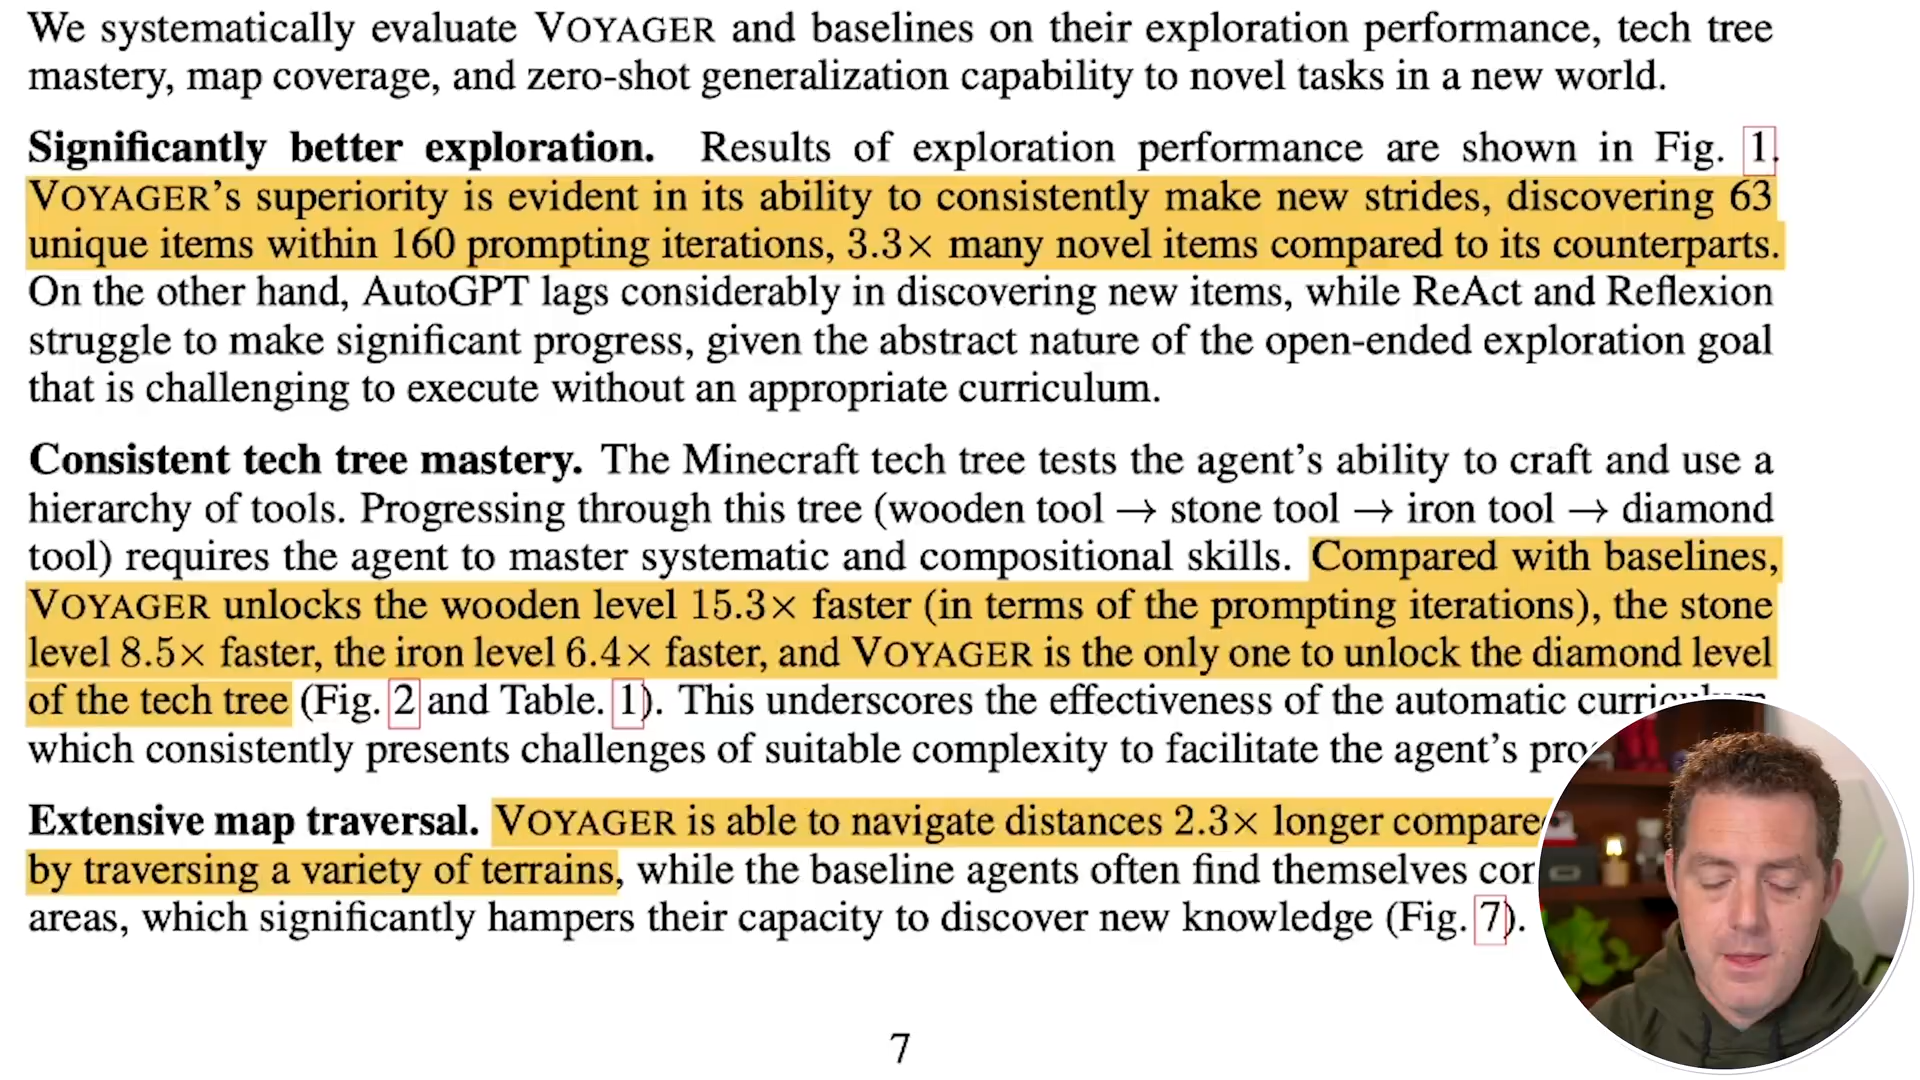 We systematically evaluate VOYAGER and baselines on their exploration performance, tech tree
mastery, map coverage, and zero-shot generalization capability to novel tasks in a new world.
Significantly better exploration. Results of exploration performance are shown in Fig. 1.
VOYAGER's superiority is evident in its ability to consistently make new strides, discovering 63
unique items within 160 prompting iterations, 3.3× many novel items compared to its counterparts.
On the other hand, AutoGPT lags considerably in discovering new items, while ReAct and Reflexion
struggle to make significant progress, given the abstract nature of the open-ended exploration goal
that is challenging to execute without an appropriate curriculum.
Consistent tech tree mastery. The Minecraft tech tree tests the agent's ability to craft and use a
hierarchy of tools. Progressing through this tree (wooden tool → stone tool → iron tool → diamond
tool) requires the agent to master systematic and compositional skills. Compared with baselines,
VOYAGER unlocks the wooden level 15.3× faster (in terms of the prompting iterations), the stone
level 8.5× faster, the iron level 6.4× faster, and VOYAGER is the only one to unlock the diamond level
of the tech tree (Fig. 2 and Table. 1). This underscores the effectiveness of the automatic
which consistently presents challenges of suitable complexity to facilitate the agent's
Extensive map traversal. VOYAGER is able to navigate distances 2.3× longer
by traversing a variety of terrains, while the baseline agents often find themselves
areas, which significantly hampers their capacity to discover new knowledge (Fig. 7).
7